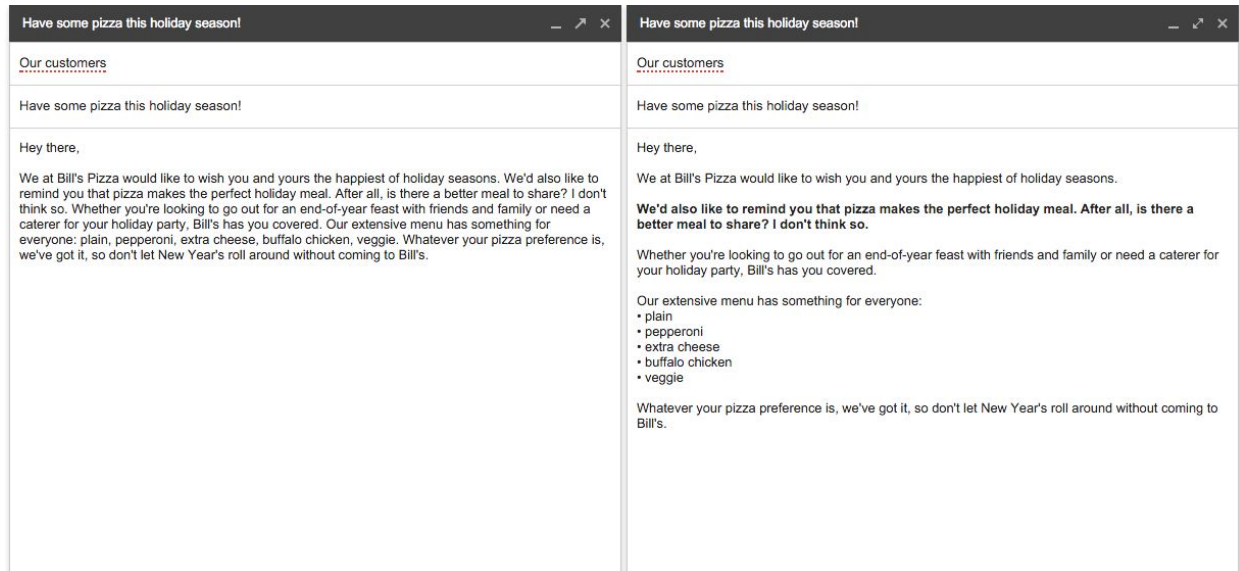 Have some pizza this holiday season!
Our customers
Have some pizza this holiday season!
Hey there,
We at Bill's Pizza would like to wish you and yours the happiest of holiday seasons. We'd also like to
remind you that pizza makes the perfect holiday meal. After all, is there a better meal to share? I don't
think so. Whether you're looking to go out for an end-of-year feast with friends and family or need a
caterer for your holiday party, Bill's has you covered. Our extensive menu has something for
everyone: plain, pepperoni, extra cheese, buffalo chicken, veggie. Whatever your pizza preference is,
we've got it, so don't let New Year's roll around without coming to Bill's.
Have some pizza this holiday season!
Our customers
Have some pizza this holiday season!
Hey there,
We at Bill's Pizza would like to wish you and yours the happiest of holiday seasons.
We'd also like to remind you that pizza makes the perfect holiday meal. After all, is there a
better meal to share? I don't think so.
Whether you're looking to go out for an end-of-year feast with friends and family or need a caterer for
your holiday party, Bill's has you covered.
Our extensive menu has something for everyone:
• plain
• pepperoni
• extra cheese
• buffalo chicken
• veggie
Whatever your pizza preference is, we've got it, so don't let New Year's roll around without coming to
Bill's.